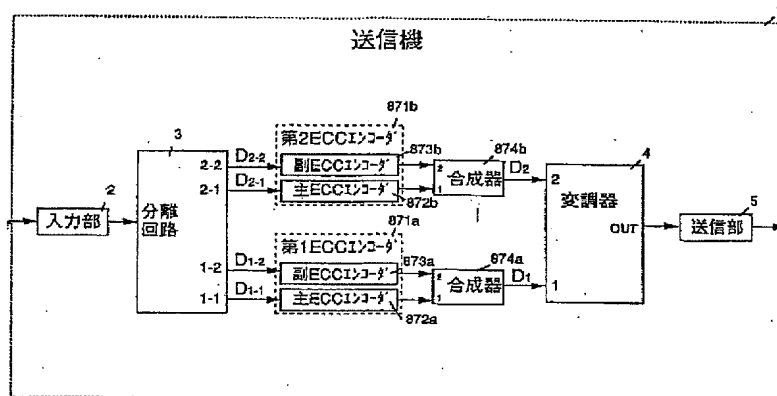 送信機
871b
3
第2ECCエンコーダ
873b
2-2
D2-2
副ECCエンコーダ
874b
2
合成器
D2
4
2-1
D2-1
主ECCエンコーダ
1
872b
2
変調器
OUT
1
2
入力部
分離
回路
5
送信部
871a
第1ECCエンコーダ
873a
1-2
D1-2
副ECCエンコーダ
874a
2
合成器
D1
1-1
D1-1
主ECCエンコーダ
1
872a